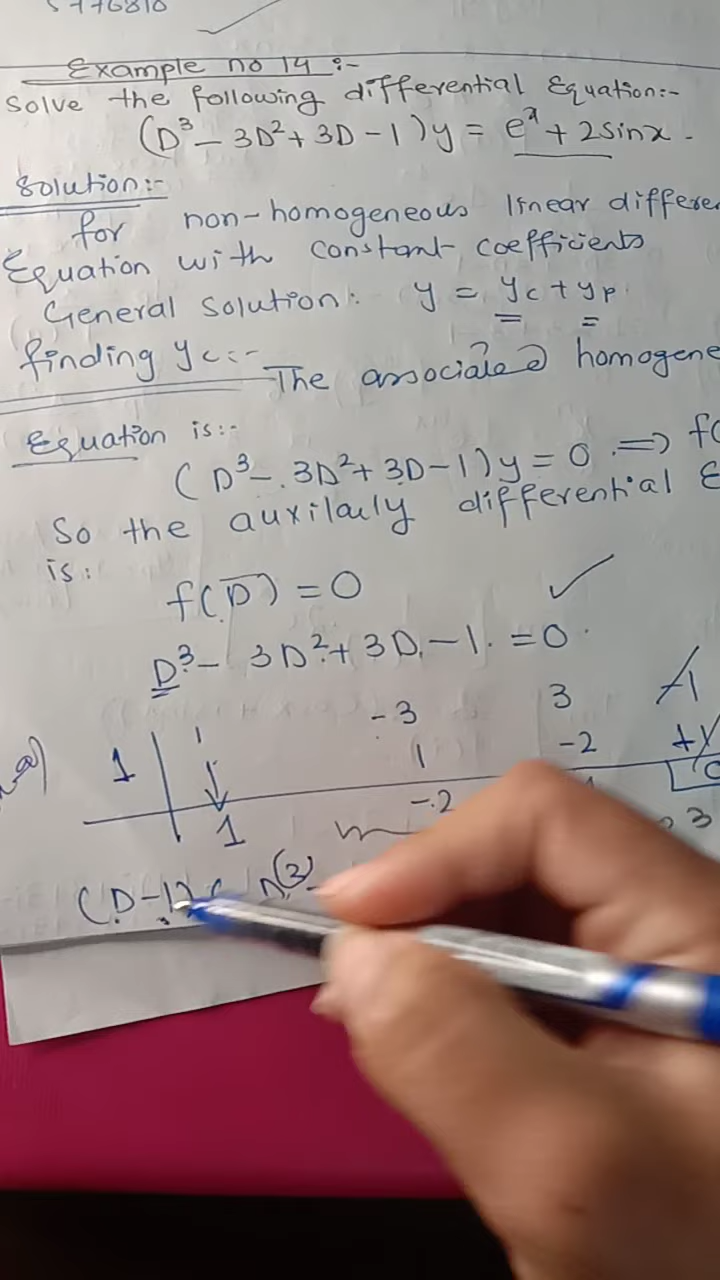 5776810
Example no 14 :-
Solve the following differential Equation:-
(D³ - 3D² + 3D - 1)y = eˣ + 2sinx .
Solution:-
for non-homogeneous linear differe
Equation with constant coefficients
General Solution: y = yc + yp
finding yc:-
The associated homogene
Equation is:-
(D³ - 3D² + 3D - 1)y = 0 ⇒ f(
So the auxilary differential E
is:
f(D) = 0
D³ - 3D² + 3D - 1 = 0
1 1 -3 3
1 -2
1 -2
(D-1)(